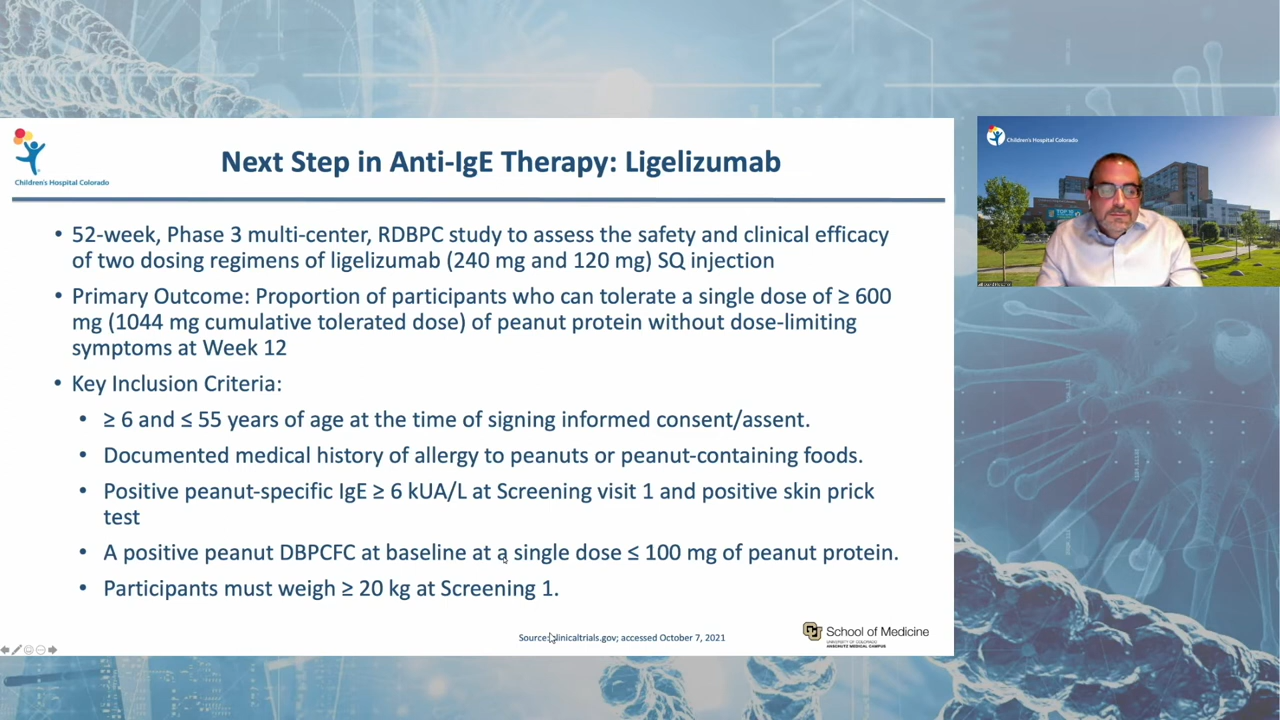 Next Step in Anti-IgE Therapy: Ligelizumab
Children's Hospital Colorado
• 52-week, Phase 3 multi-center, RDBPC study to assess the safety and clinical efficacy
of two dosing regimens of ligelizumab (240 mg and 120 mg) SQ injection
• Primary Outcome: Proportion of participants who can tolerate a single dose of ≥ 600
mg (1044 mg cumulative tolerated dose) of peanut protein without dose-limiting
symptoms at Week 12
• Key Inclusion Criteria:
• ≥ 6 and ≤ 55 years of age at the time of signing informed consent/assent.
• Documented medical history of allergy to peanuts or peanut-containing foods.
• Positive peanut-specific IgE ≥ 6 kUA/L at Screening visit 1 and positive skin prick
test
• A positive peanut DBPCFC at baseline at a single dose ≤ 100 mg of peanut protein.
• Participants must weigh ≥ 20 kg at Screening 1.
Source: clinicaltrials.gov; accessed October 7, 2021
CU
School of Medicine
UNIVERSITY OF COLORADO
ANSCHUTZ MEDICAL CAMPUS
Children's Hospital Colorado